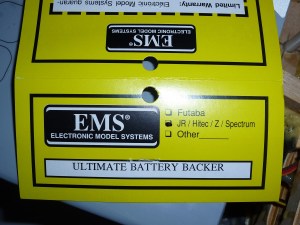 Limited Warranty:
Electronic Model Systems guaran-
EMS®
ELECTRONIC MODEL SYSTEMS
EMS®
ELECTRONIC MODEL SYSTEMS
Futaba
JR / Hitec / Z / Spectrum
Other______
ULTIMATE BATTERY BACKER